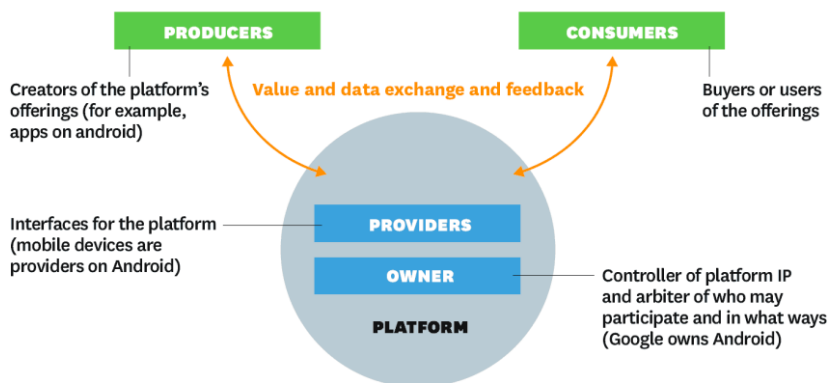 PRODUCERS
CONSUMERS
Creators of the platform's
offerings (for example,
apps on android)
Value and data exchange and feedback
Buyers or users
of the offerings
Interfaces for the platform
(mobile devices are
providers on Android)
PROVIDERS
OWNER
Controller of platform IP
and arbiter of who may
participate and in what ways
(Google owns Android)
PLATFORM